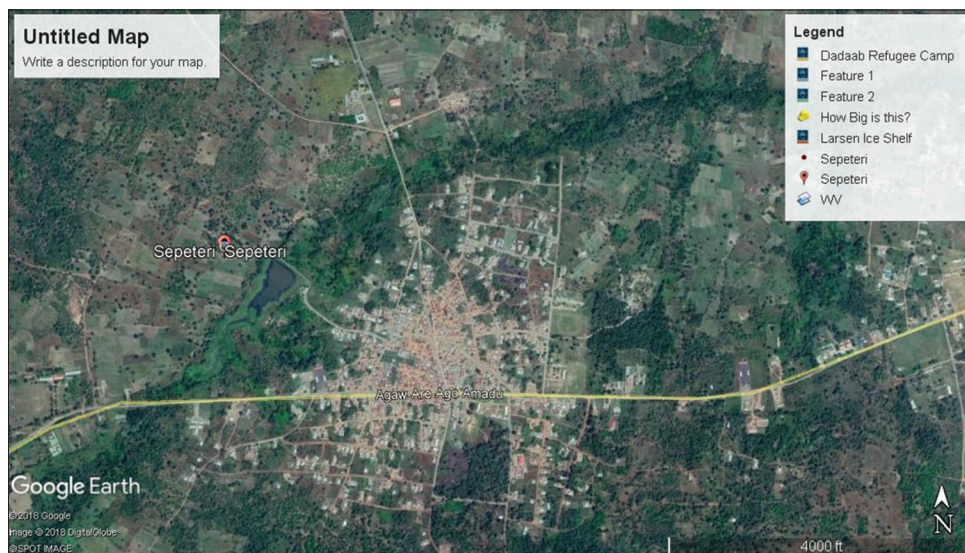 Untitled Map
Write a description for your map.
Legend
Dadaab Refugee Camp
Feature 1
Feature 2
How Big is this?
Larsen Ice Shelf
Sepeteri
Sepeteri
VV
Sepeteri Sepeteri
Agaw Are Ago Amadu
Google Earth
© 2018 Google
Image © 2018 DigitalGlobe
© SPOT IMAGE
4000 ft
N